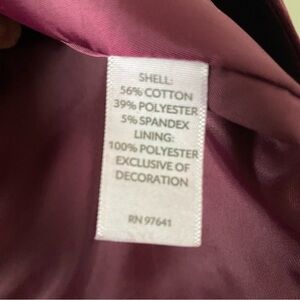 SHELL:
56% COTTON
39% POLYESTER
5% SPANDEX
LINING:
100% POLYESTER
EXCLUSIVE OF
DECORATION
RN 97641